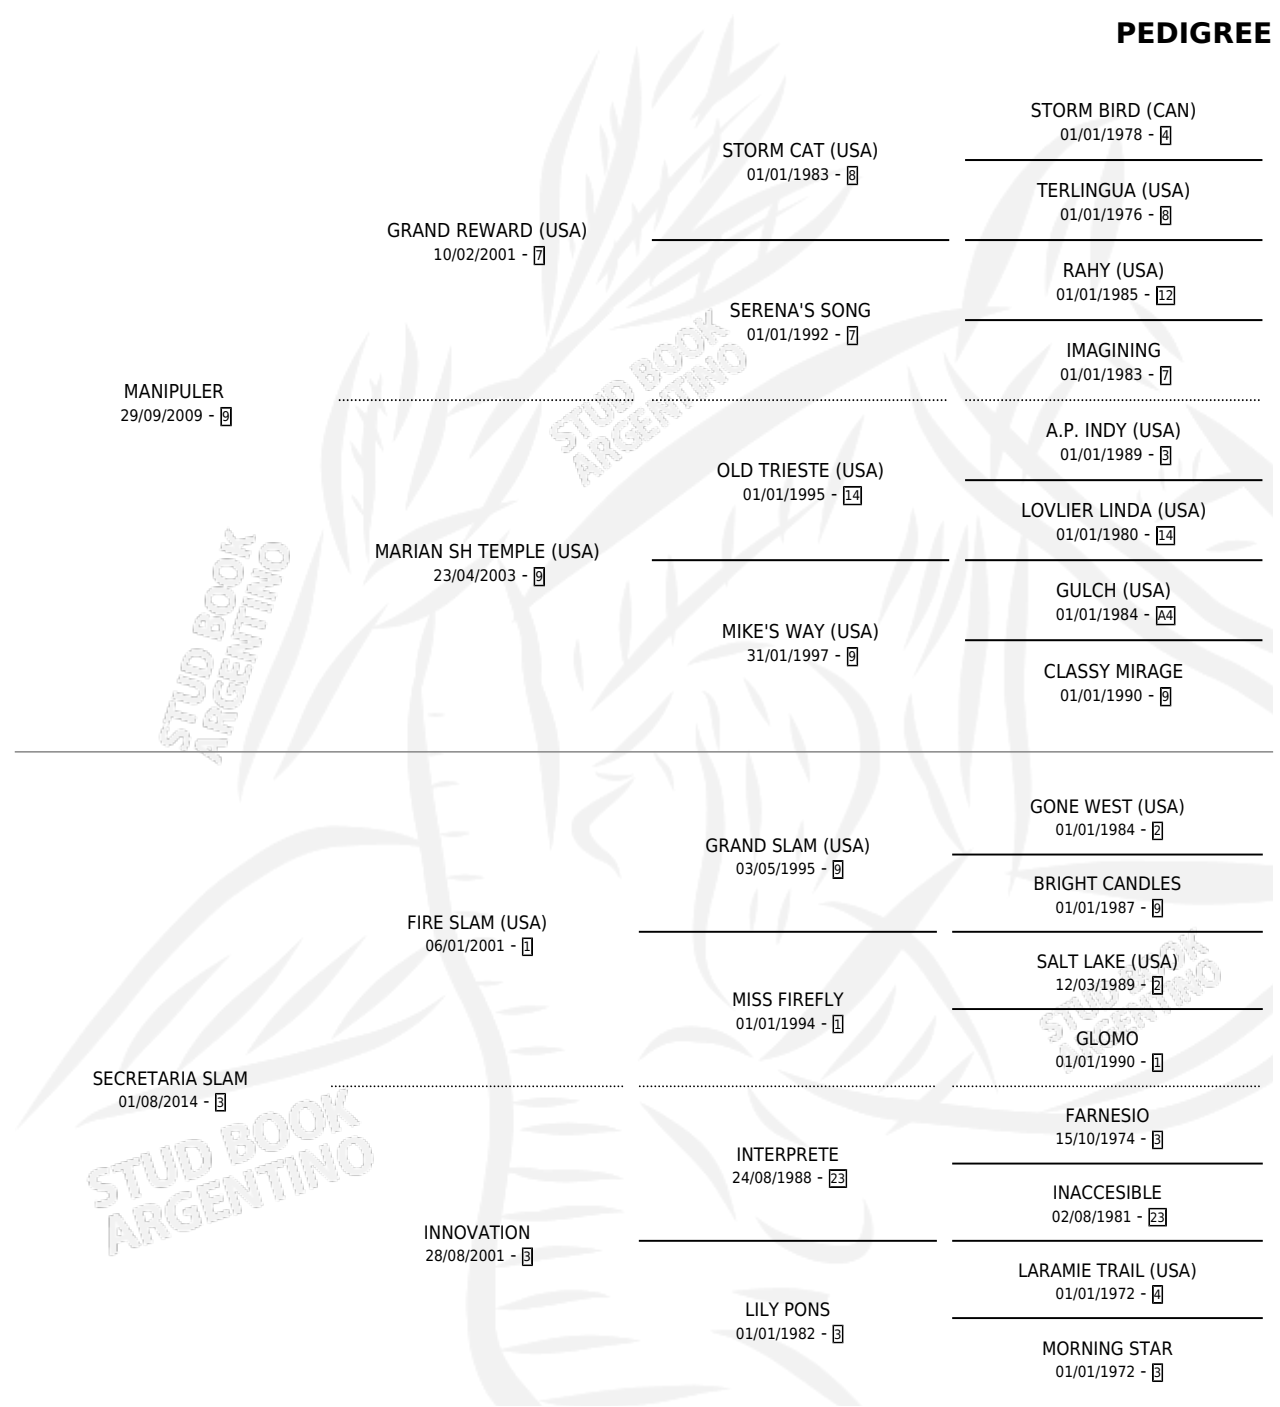 PEDIGREE
STORM BIRD (CAN)
01/01/1978 - 4
STORM CAT (USA)
01/01/1983 - 8
TERLINGUA (USA)
01/01/1976 - 8
GRAND REWARD (USA)
10/02/2001 - 7
RAHY (USA)
01/01/1985 - 12
SERENA'S SONG
01/01/1992 - 7
IMAGINING
01/01/1983 - 7
MANIPULER
29/09/2009 - 9
A.P. INDY (USA)
01/01/1989 - 3
OLD TRIESTE (USA)
01/01/1995 - 14
LOVLIER LINDA (USA)
01/01/1980 - 14
MARIAN SH TEMPLE (USA)
23/04/2003 - 9
GULCH (USA)
01/01/1984 - A4
MIKE'S WAY (USA)
31/01/1997 - 9
CLASSY MIRAGE
01/01/1990 - 9
GONE WEST (USA)
01/01/1984 - 2
GRAND SLAM (USA)
03/05/1995 - 9
BRIGHT CANDLES
01/01/1987 - 9
FIRE SLAM (USA)
06/01/2001 - 1
SALT LAKE (USA)
12/03/1989 - 2
MISS FIREFLY
01/01/1994 - 1
GLOMO
01/01/1990 - 1
SECRETARIA SLAM
01/08/2014 - 3
FARNESIO
15/10/1974 - 3
INTERPRETE
24/08/1988 - 23
INACCESIBLE
02/08/1981 - 23
INNOVATION
28/08/2001 - 3
LARAMIE TRAIL (USA)
01/01/1972 - 4
LILY PONS
01/01/1982 - 3
MORNING STAR
01/01/1972 - 3
STUD BOOK
ARGENTINO
STUD BOOK
ARGENTINO
STUD BOOK
ARGENTINO
STUD BOOK
ARGENTINO